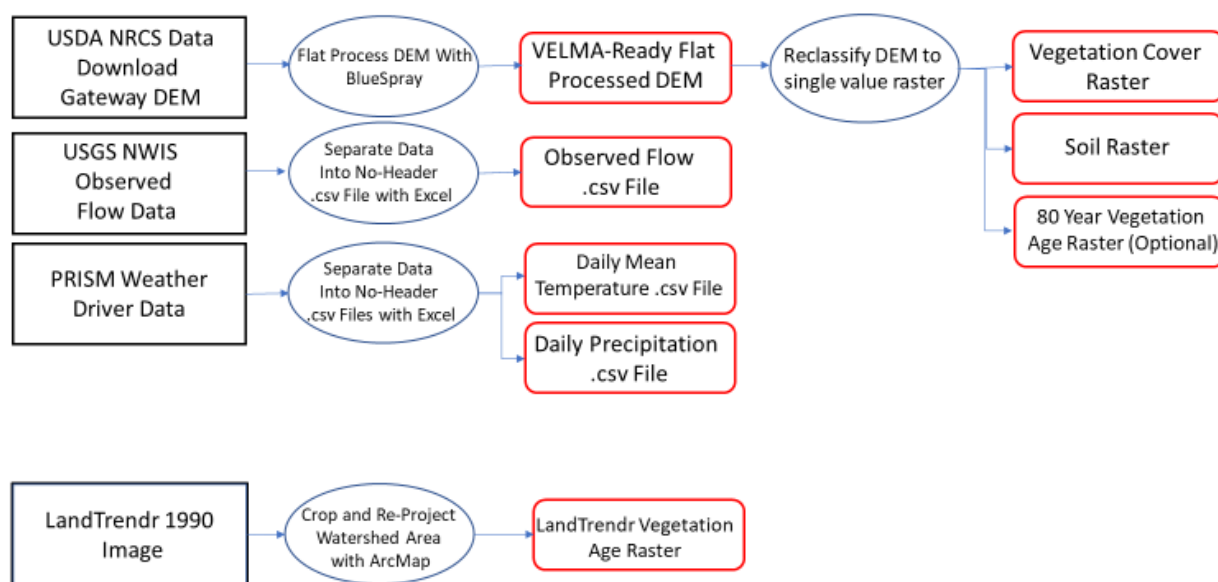 USDA NRCS Data
Download
Gateway DEM
Flat Process DEM With
BlueSpray
VELMA-Ready Flat
Processed DEM
Reclassify DEM to
single value raster
Vegetation Cover
Raster
Soil Raster
80 Year Vegetation
Age Raster (Optional)
USGS NWIS
Observed
Flow Data
Separate Data
Into No-Header
.csv File with Excel
Observed Flow
.csv File
PRISM Weather
Driver Data
Separate Data
Into No-Header
.csv Files with Excel
Daily Mean
Temperature .csv File
Daily Precipitation
.csv File
LandTrendr 1990
Image
Crop and Re-Project
Watershed Area
with ArcMap
LandTrendr Vegetation
Age Raster